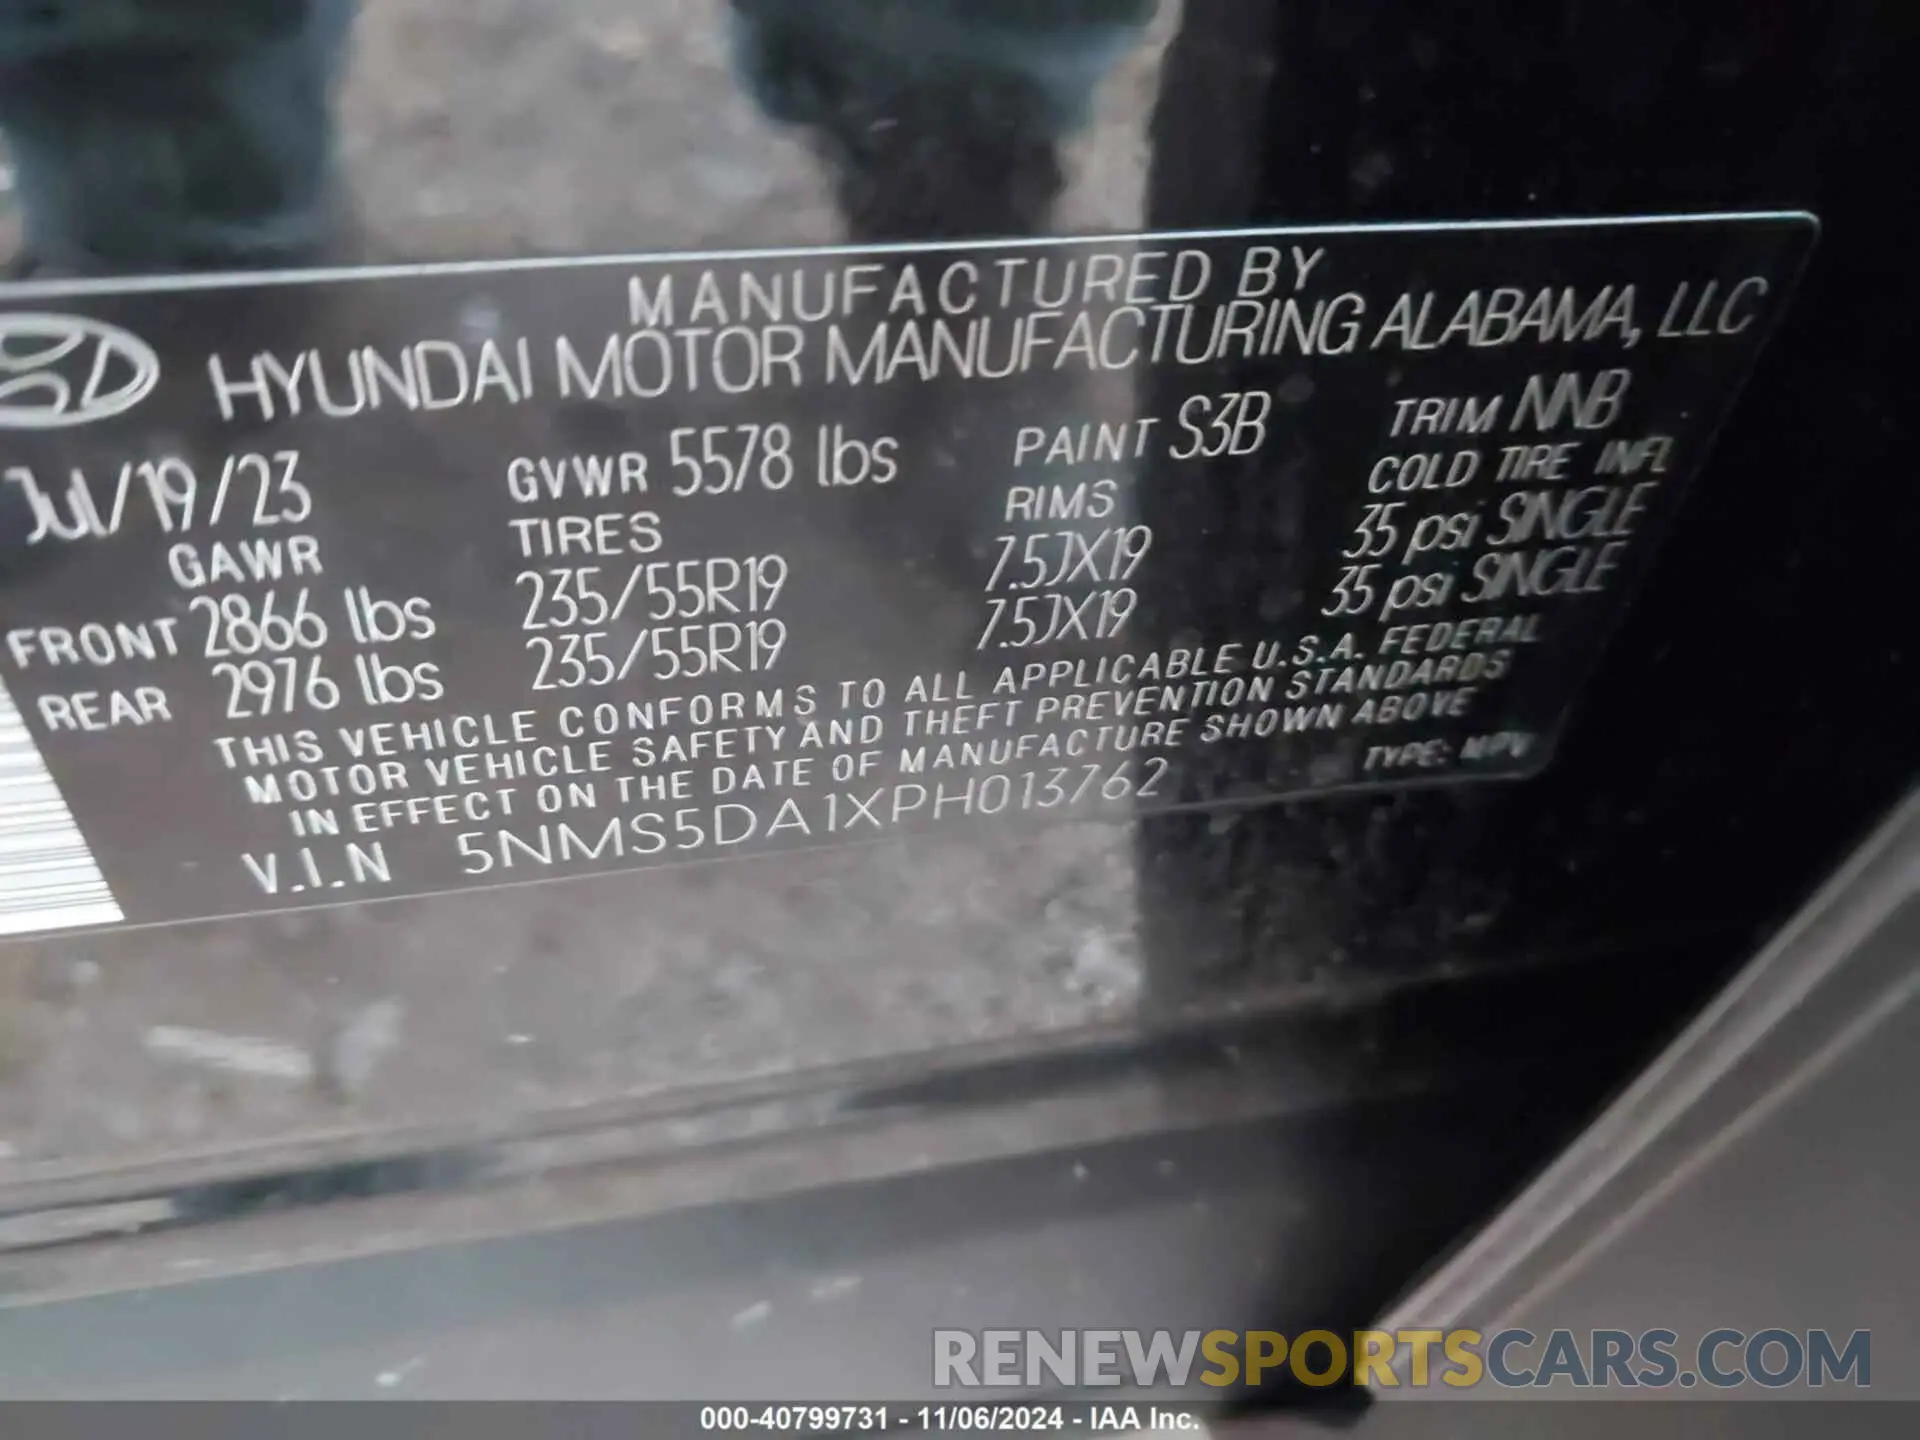 MANUFACTURED BY
HYUNDAI MOTOR MANUFACTURING ALABAMA, LLC
Jul/19/23 GVWR 5578 lbs PAINT S3B TRIM NNB
GAWR TIRES RIMS COLD TIRE INFL
FRONT 2866 lbs 235/55R19 7.5JX19 35 psi SINGLE
REAR 2976 lbs 235/55R19 7.5JX19 35 psi SINGLE
THIS VEHICLE CONFORMS TO ALL APPLICABLE U.S.A. FEDERAL
MOTOR VEHICLE SAFETY AND THEFT PREVENTION STANDARDS
IN EFFECT ON THE DATE OF MANUFACTURE SHOWN ABOVE
V.I.N 5NMS5DA1XPH013762 TYPE: MPV
RENEWSPORTSCARS.COM
000-40799731 - 11/06/2024 - IAA Inc.